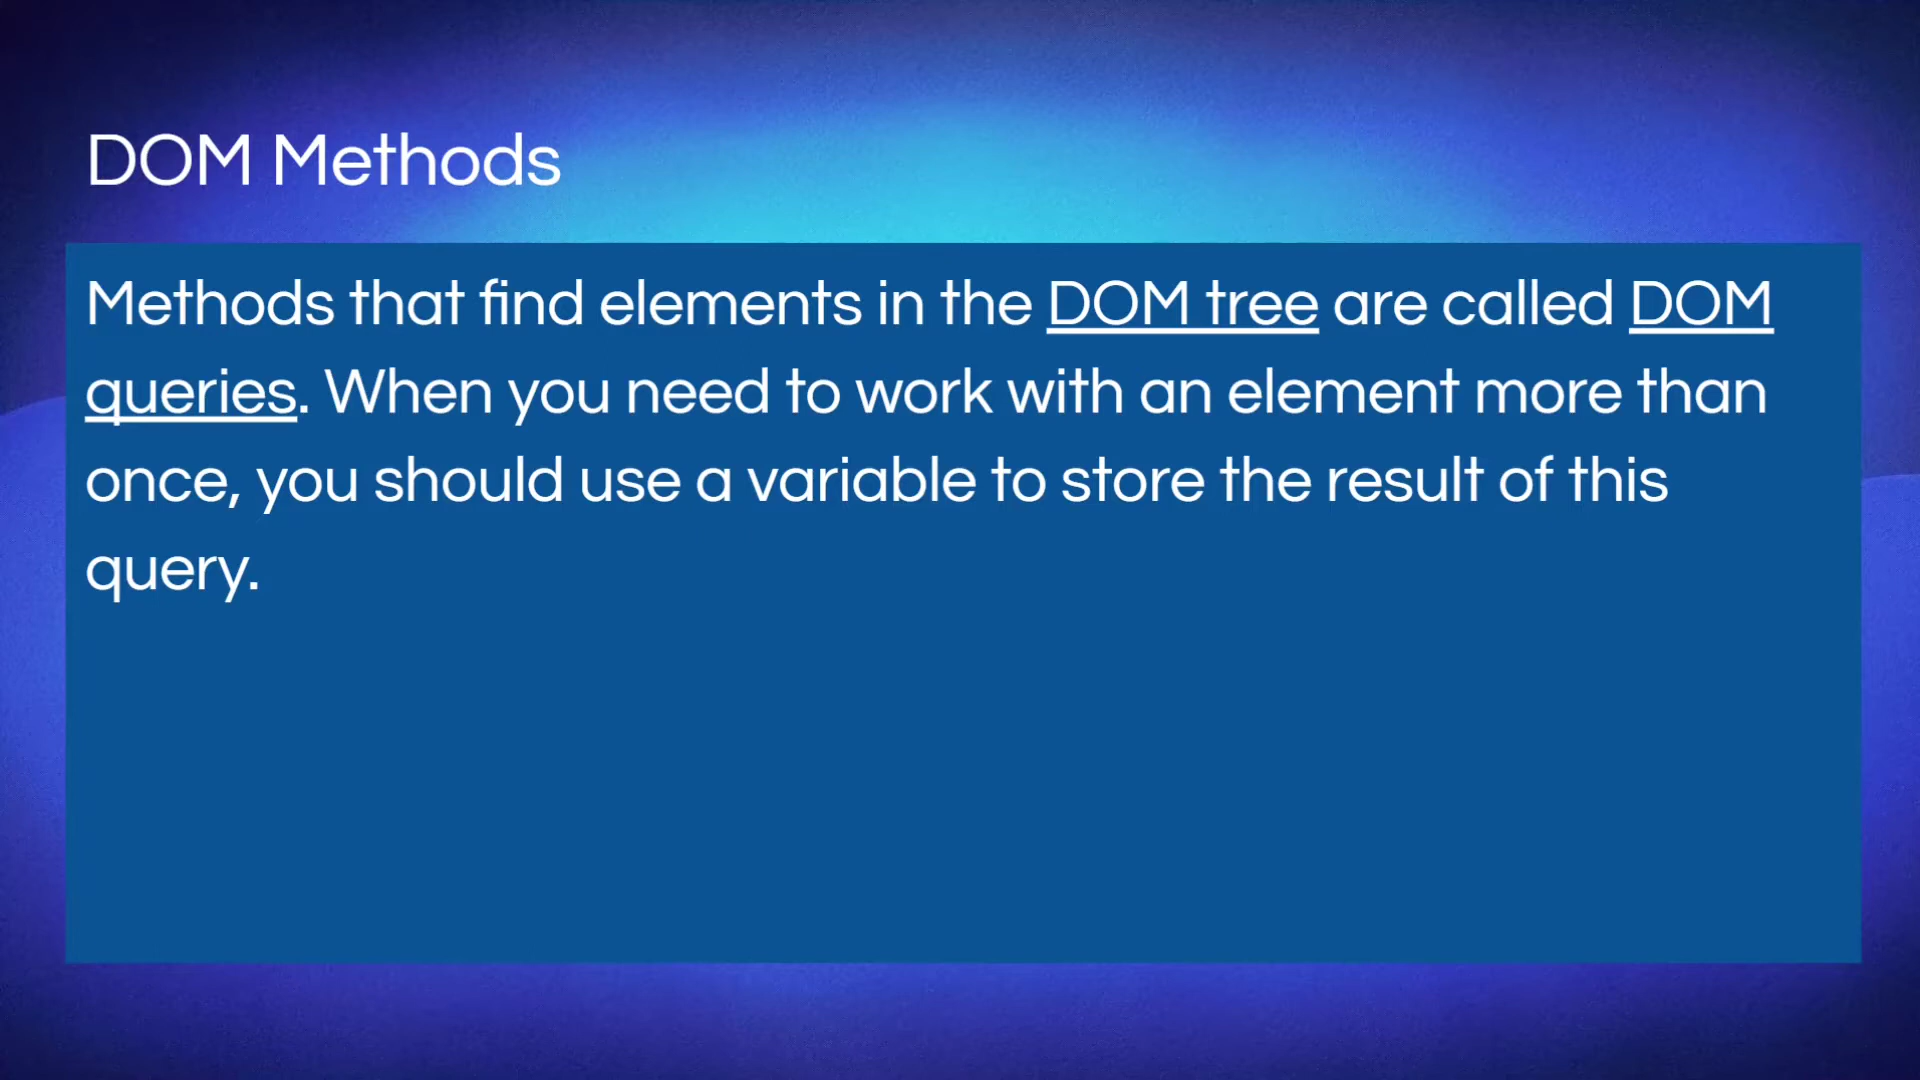 DOM Methods
Methods that find elements in the DOM tree are called DOM
queries. When you need to work with an element more than
once, you should use a variable to store the result of this
query.